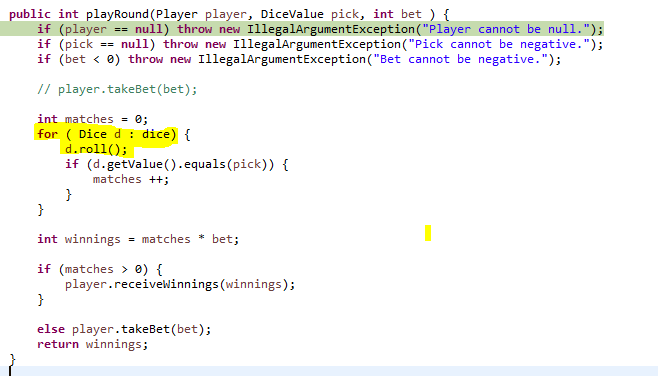 public int playRound(Player player, DiceValue pick, int bet ) {
if (player == null) throw new IllegalArgumentException("Player cannot be null.");
if (pick == null) throw new IllegalArgumentException("Pick cannot be negative.");
if (bet < 0) throw new IllegalArgumentException("Bet cannot be negative.");
// player.takeBet(bet);
int matches = 0;
for ( Dice d : dice) {
d.roll();
if (d.getValue().equals(pick)) {
matches ++;
}
}
int winnings = matches * bet;
if (matches > 0) {
player.receiveWinnings(winnings);
}
else player.takeBet(bet);
return winnings;
}